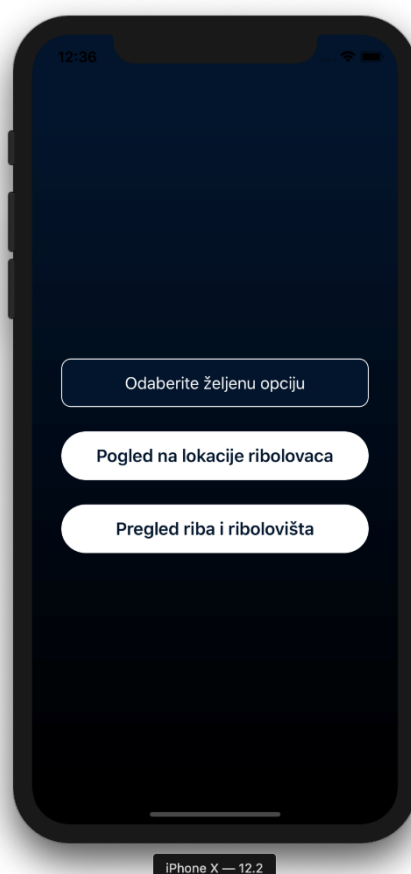 12:36
Odaberite željenu opciju
Pogled na lokacije ribolovaca
Pregled riba i ribolovišta
iPhone X — 12.2